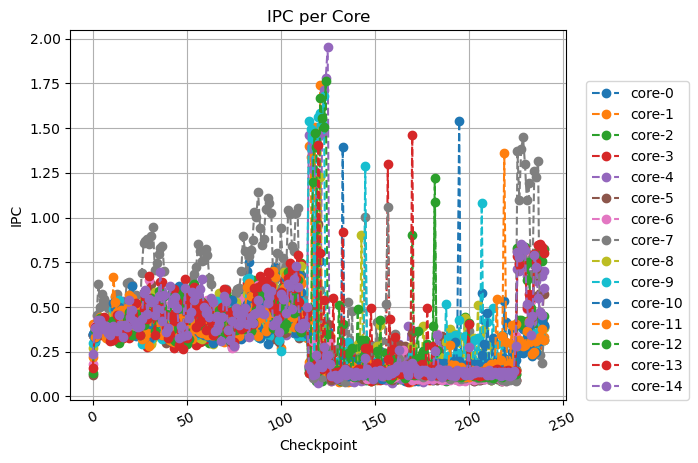 IPC per Core
IPC
2.00
1.75
1.50
1.25
1.00
0.75
0.50
0.25
0.00
0
50
100
150
200
250
Checkpoint
core-0
core-1
core-2
core-3
core-4
core-5
core-6
core-7
core-8
core-9
core-10
core-11
core-12
core-13
core-14